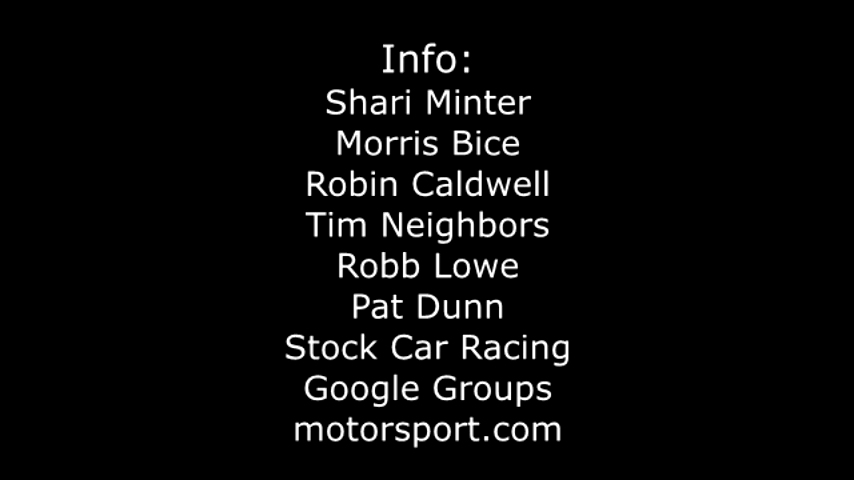 Info:
Shari Minter
Morris Bice
Robin Caldwell
Tim Neighbors
Robb Lowe
Pat Dunn
Stock Car Racing
Google Groups
motorsport.com